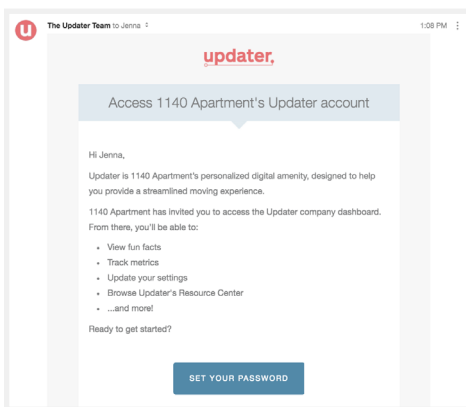 The Updater Team to Jenna
1:08 PM
updater.
Access 1140 Apartment's Updater account
Hi Jenna,
Updater is 1140 Apartment's personalized digital amenity, designed to help
you provide a streamlined moving experience.
1140 Apartment has invited you to access the Updater company dashboard.
From there, you'll be able to:
• View fun facts
• Track metrics
• Update your settings
• Browse Updater's Resource Center
• ...and more!
Ready to get started?
SET YOUR PASSWORD